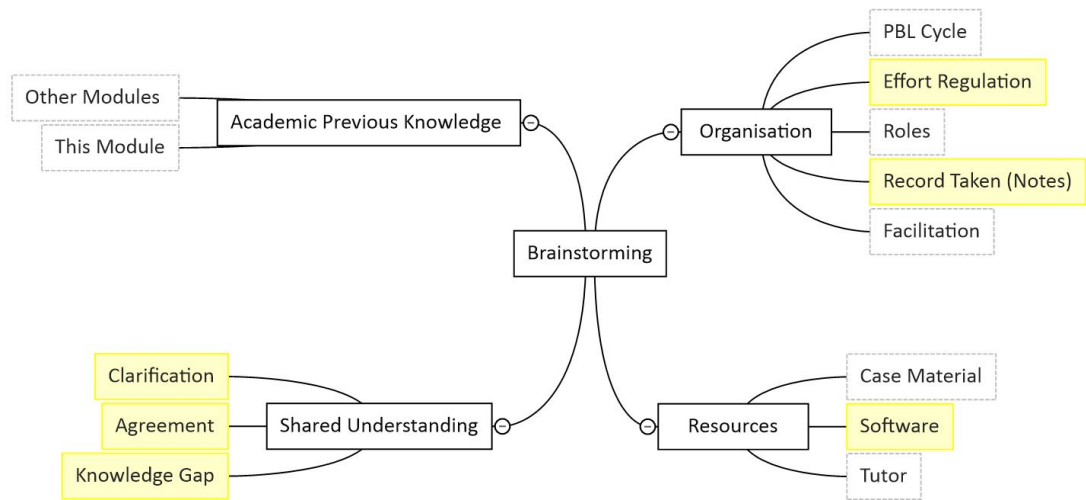 Other Modules
This Module
Academic Previous Knowledge
PBL Cycle
Effort Regulation
Organisation
Roles
Record Taken (Notes)
Facilitation
Brainstorming
Clarification
Agreement
Knowledge Gap
Shared Understanding
Case Material
Resources
Software
Tutor